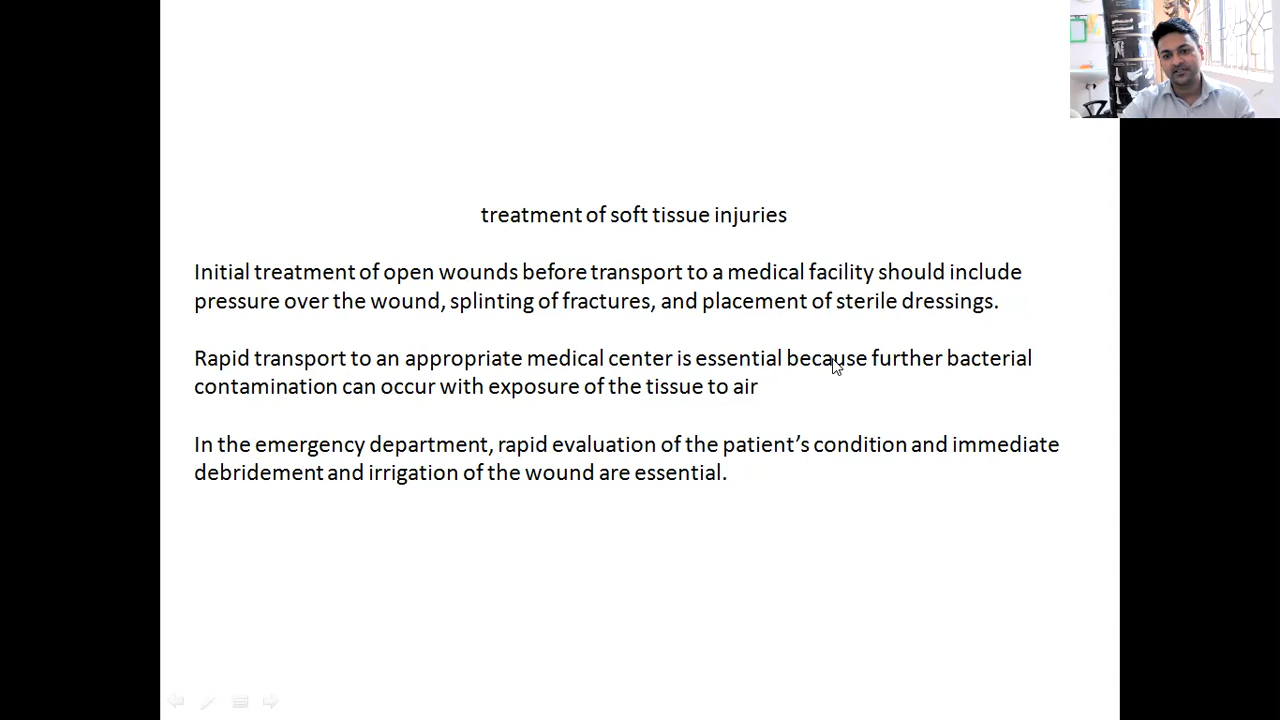 treatment of soft tissue injuries
Initial treatment of open wounds before transport to a medical facility should include
pressure over the wound, splinting of fractures, and placement of sterile dressings.
Rapid transport to an appropriate medical center is essential because further bacterial
contamination can occur with exposure of the tissue to air
In the emergency department, rapid evaluation of the patient’s condition and immediate
debridement and irrigation of the wound are essential.